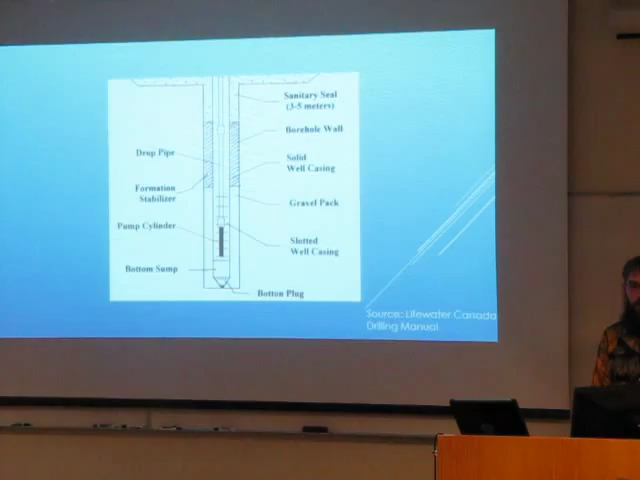 Sanitary Seal
(3-5 meters)
Borehole Wall
Drop Pipe
Solid
Well Casing
Formation
Stabilizer
Gravel Pack
Pump Cylinder
Slotted
Well Casing
Bottom Sump
Botton Plug
Source: Lifewater Canada
Drilling Manual